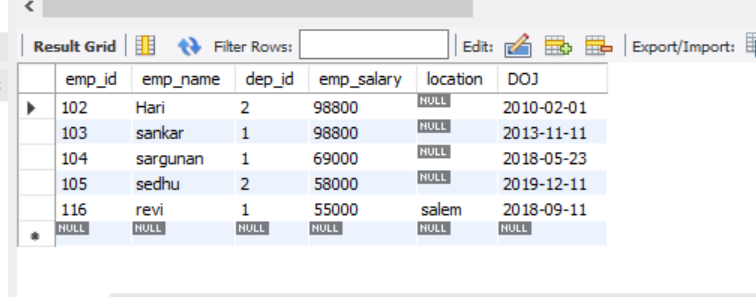 Result Grid Filter Rows: Edit: Export/Import:
emp_id emp_name dep_id emp_salary location DOJ
102 Hari 2 98800 NULL 2010-02-01
103 sankar 1 98800 NULL 2013-11-11
104 sargunan 1 69000 NULL 2018-05-23
105 sedhu 2 58000 NULL 2019-12-11
116 revi 1 55000 salem 2018-09-11
NULL NULL NULL NULL NULL NULL